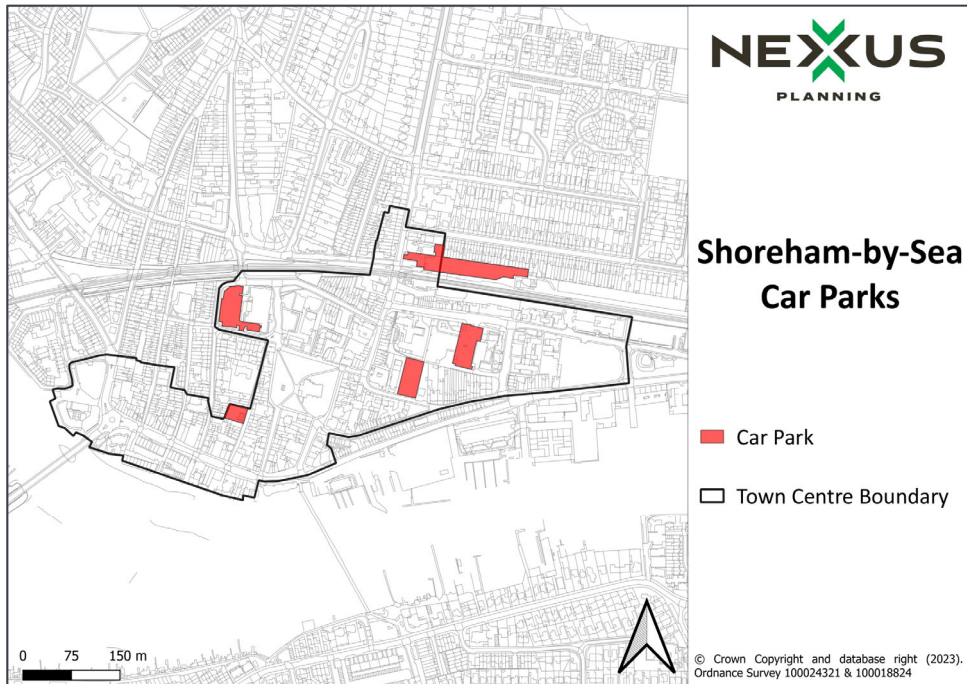 NEXUS
PLANNING
Shoreham-by-Sea
Car Parks
Car Park
Town Centre Boundary
0 75 150 m
© Crown Copyright and database right (2023).
Ordnance Survey 100024321 & 100018824